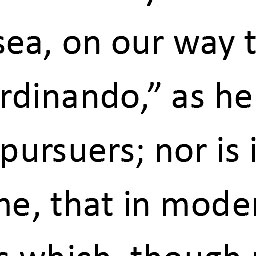 sea, on our way t
rdinando,” as he
pursuers; nor is i
ne, that in moder
which, though